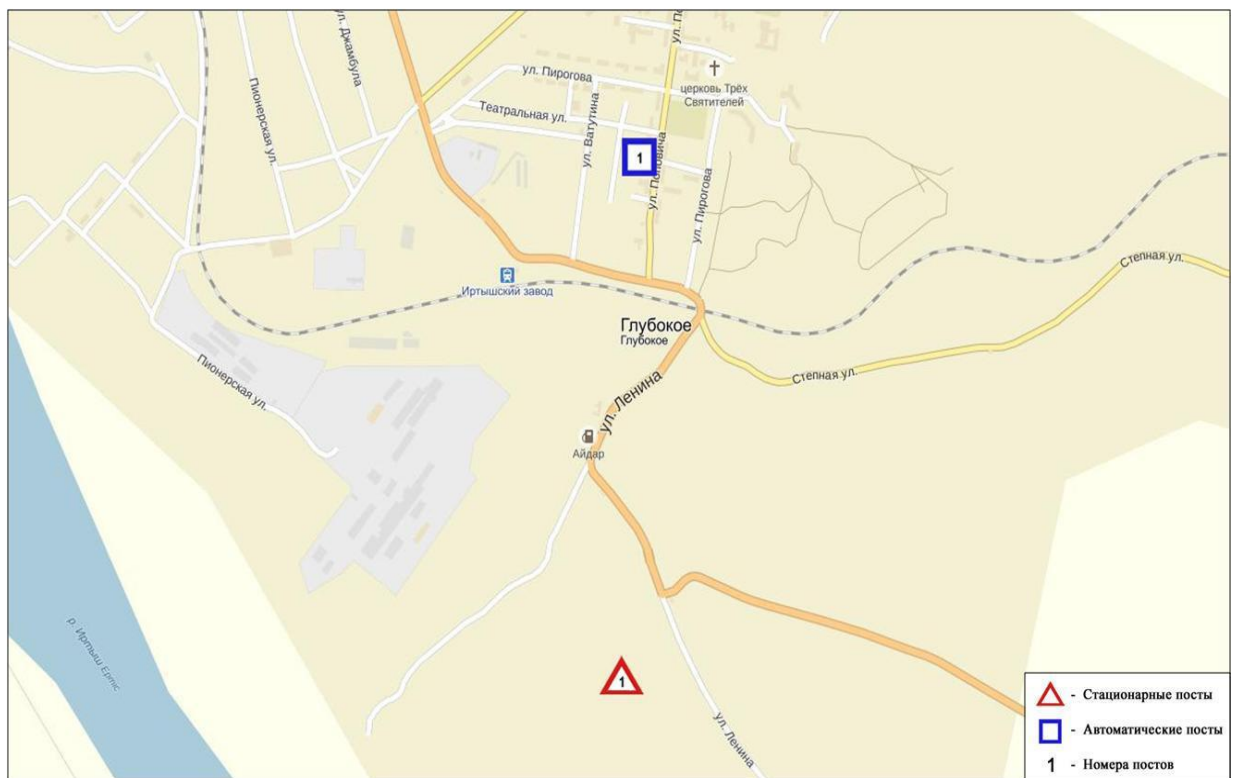 ул. Джамбула
Пионерская ул.
ул. Пирогова
Театральная ул.
ул. Ватутина
ул. По
церковь Трёх
Святителей
1
ул. Поповича
ул. Пирогова
Степная ул.
Иртышский завод
Глубокое
Глубокое
Пионерская ул.
Степная ул.
ул. Ленина
Айдар
р. Иртыш Ертіс
1
ул. Ленина
- Стационарные посты
- Автоматические посты
1 - Номера постов